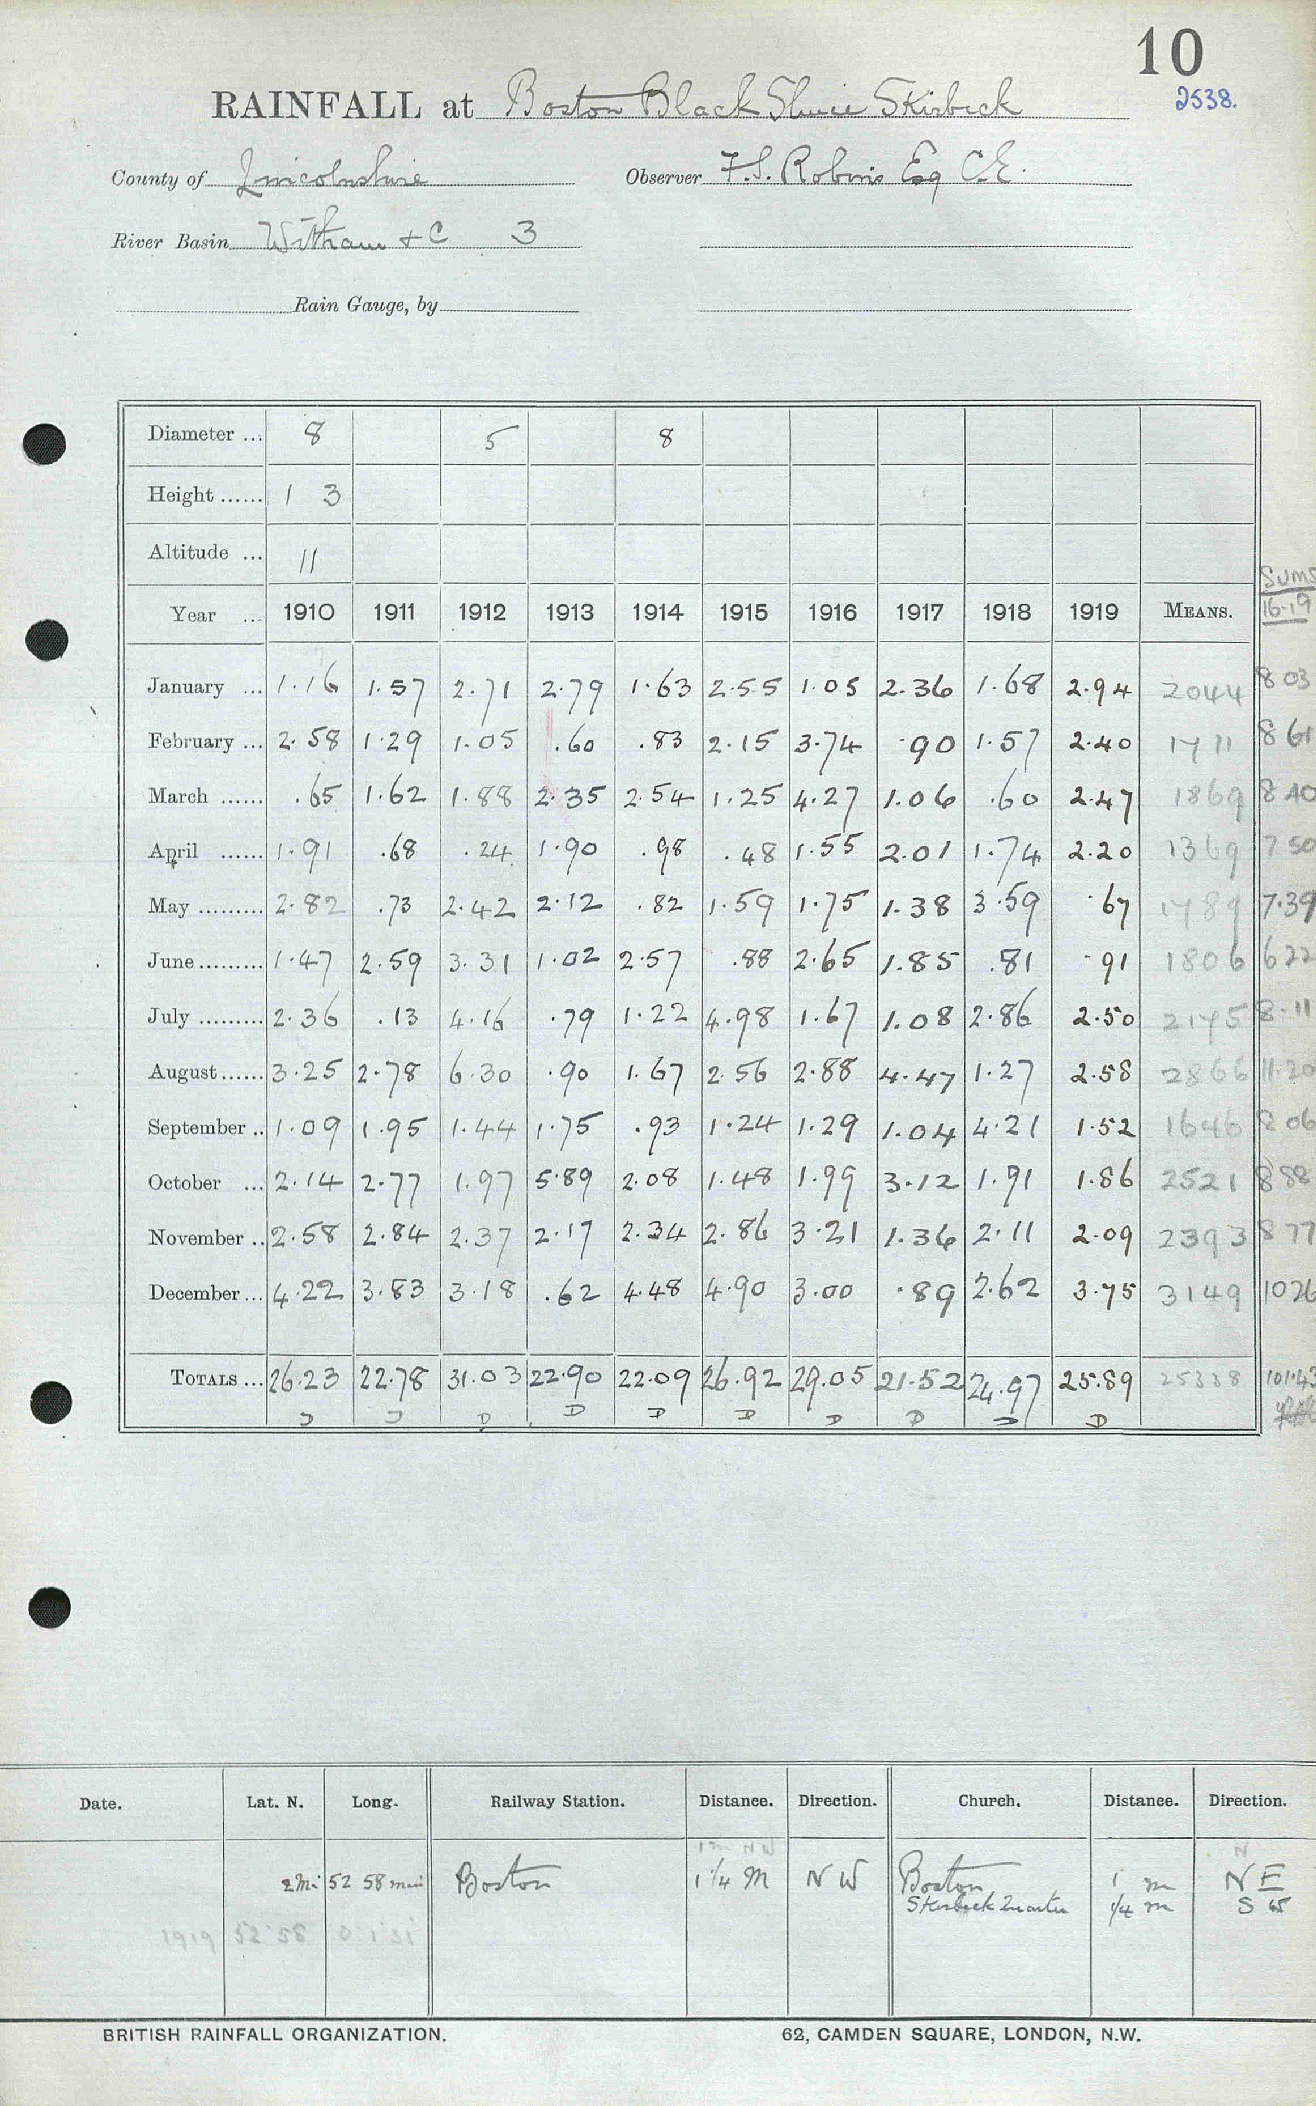 10
2538.
RAINFALL at Boston Black Sluice Skirbeck
County of Lincolnshire Observer F.S. Robins Esq C.E.
River Basin Witham & C 3
Rain Gauge, by
Diameter ... 8 5 8
Height ...... 1 3
Altitude ... 11
Sums
Year ... 1910 1911 1912 1913 1914 1915 1916 1917 1918 1919 MEANS. 16-19
January ... 1.16 1.57 2.71 2.79 1.63 2.55 1.05 2.36 1.68 2.94 2044 8 03
February ... 2.58 1.29 1.05 .60 .83 2.15 3.74 .90 1.57 2.40 1711 8 61
March ...... .65 1.62 1.88 2.35 2.54 1.25 4.27 1.06 .60 2.47 1869 8 40
April ...... 1.91 .68 .24 1.90 .98 .48 1.55 2.01 1.74 2.20 1369 7 50
May ......... 2.82 .73 2.42 2.12 .82 1.59 1.75 1.38 3.59 .67 1789 7.39
June ......... 1.47 2.59 3.31 1.02 2.57 .88 2.65 1.85 .81 .91 1806 6 22
July ......... 2.36 .13 4.16 .79 1.22 4.98 1.67 1.08 2.86 2.50 2175 8.11
August ...... 3.25 2.78 6.30 .90 1.67 2.56 2.88 4.47 1.27 2.58 2866 11.20
September .. 1.09 1.95 1.44 1.75 .93 1.24 1.29 1.04 4.21 1.52 1646 8 06
October ... 2.14 2.77 1.97 5.89 2.08 1.48 1.99 3.12 1.91 1.86 2521 8 88
November .. 2.58 2.84 2.37 2.17 2.34 2.86 3.21 1.36 2.11 2.09 2393 8 77
December ... 4.22 3.83 3.18 .62 4.48 4.90 3.00 .89 2.62 3.75 3149 10 26
TOTALS ... 26.23 22.78 31.03 22.90 22.09 26.92 29.05 21.52 24.97 25.89 25338 101.43
D D D D D D D D D D
Date. Lat. N. Long. Railway Station. Distance. Direction. Church. Distance. Direction.
1 m NW N
2 Mi 52 58 min Boston 1 1/4 M N W Boston 1 m N E
Skirbeck Quarter 1/4 m S W
1919 52 58 0 1
BRITISH RAINFALL ORGANIZATION. 62, CAMDEN SQUARE, LONDON, N.W.